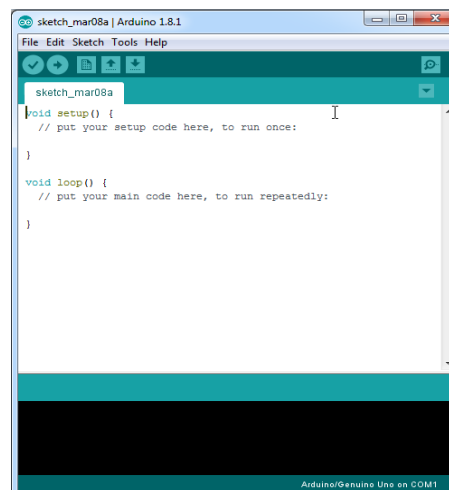 sketch_mar08a | Arduino 1.8.1
File Edit Sketch Tools Help
sketch_mar08a
void setup() {
  // put your setup code here, to run once:
}
void loop() {
  // put your main code here, to run repeatedly:
}
Arduino/Genuino Uno on COM1